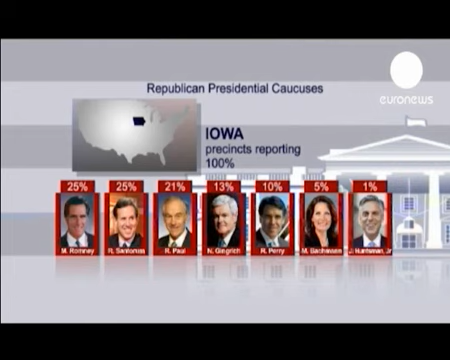 Republican Presidential Caucuses
euronews
IOWA
precincts reporting
100%
25% 25% 21% 13% 10% 5% 1%
M. Romney R. Santorum R. Paul N. Gingrich R. Perry M. Bachmann J. Huntsman, Jr